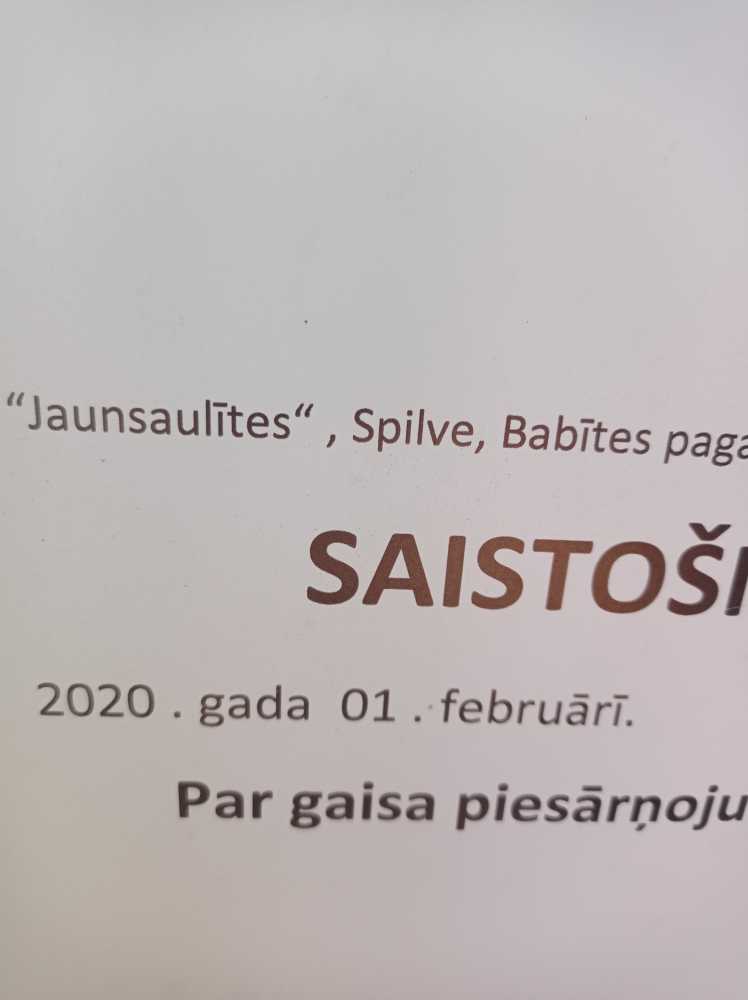 “Jaunsaulītes“ , Spilve, Babītes paga
SAISTOŠI
2020 . gada 01 . februārī.
Par gaisa piesārņoju